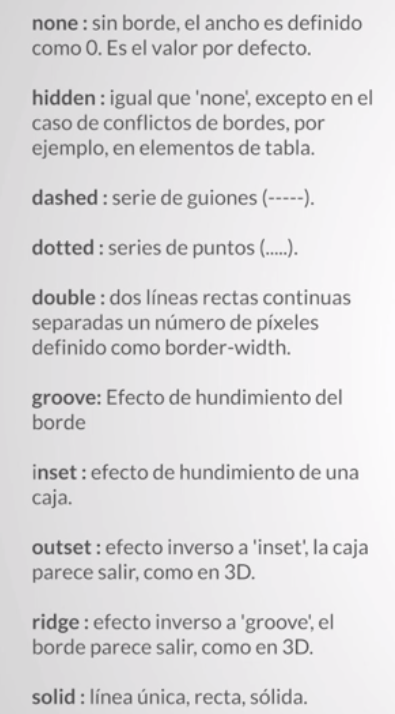 none : sin borde, el ancho es definido
como 0. Es el valor por defecto.
hidden : igual que 'none', excepto en el
caso de conflictos de bordes, por
ejemplo, en elementos de tabla.
dashed : serie de guiones (-----).
dotted : series de puntos (.....).
double : dos líneas rectas continuas
separadas un número de píxeles
definido como border-width.
groove: Efecto de hundimiento del
borde
inset : efecto de hundimiento de una
caja.
outset : efecto inverso a 'inset', la caja
parece salir, como en 3D.
ridge : efecto inverso a 'groove', el
borde parece salir, como en 3D.
solid : línea única, recta, sólida.